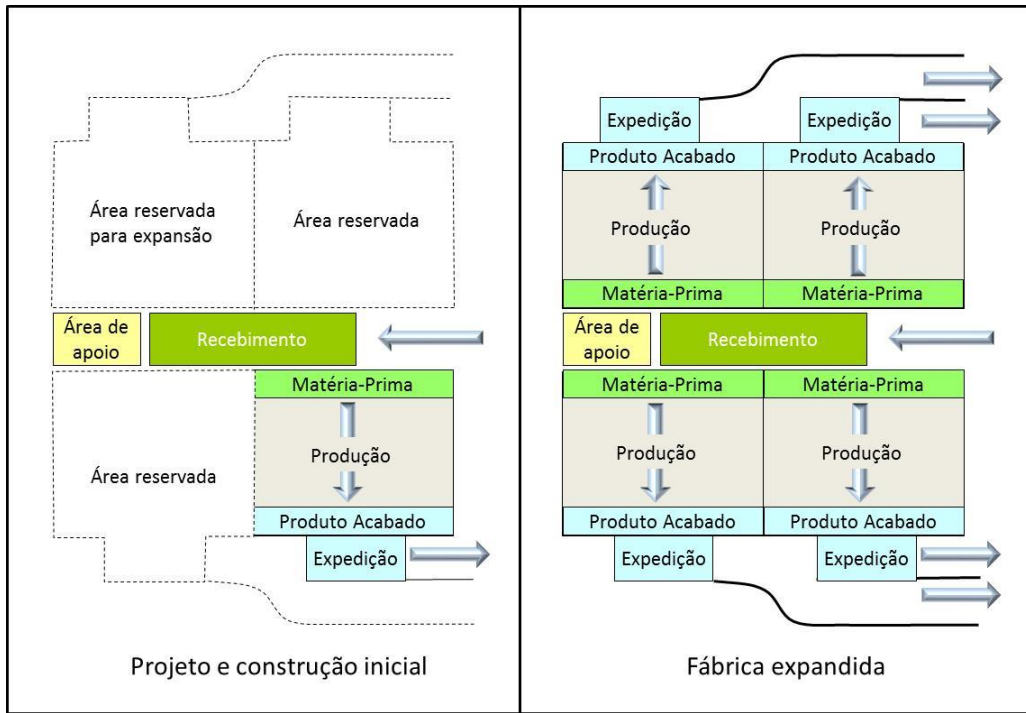 Área reservada
para expansão
Área reservada
Área de
apoio
Recebimento
Matéria-Prima
Área reservada
Produção
Produto Acabado
Expedição
Projeto e construção inicial
Expedição
Expedição
Produto Acabado
Produto Acabado
Produção
Produção
Matéria-Prima
Matéria-Prima
Área de
apoio
Recebimento
Matéria-Prima
Matéria-Prima
Produção
Produção
Produto Acabado
Produto Acabado
Expedição
Expedição
Fábrica expandida